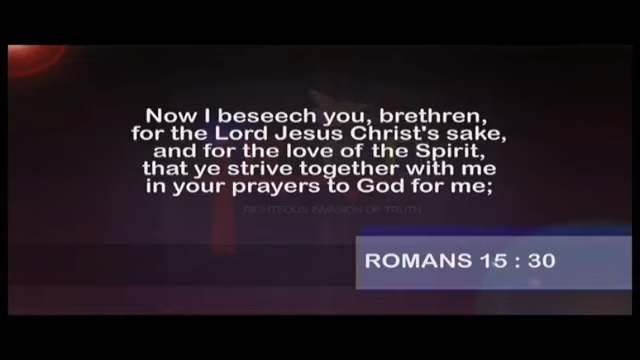 Now I beseech you, brethren,
for the Lord Jesus Christ's sake,
and for the love of the Spirit,
that ye strive together with me
in your prayers to God for me;
RIGHTEOUS INVASION OF TRUTH
ROMANS 15 : 30